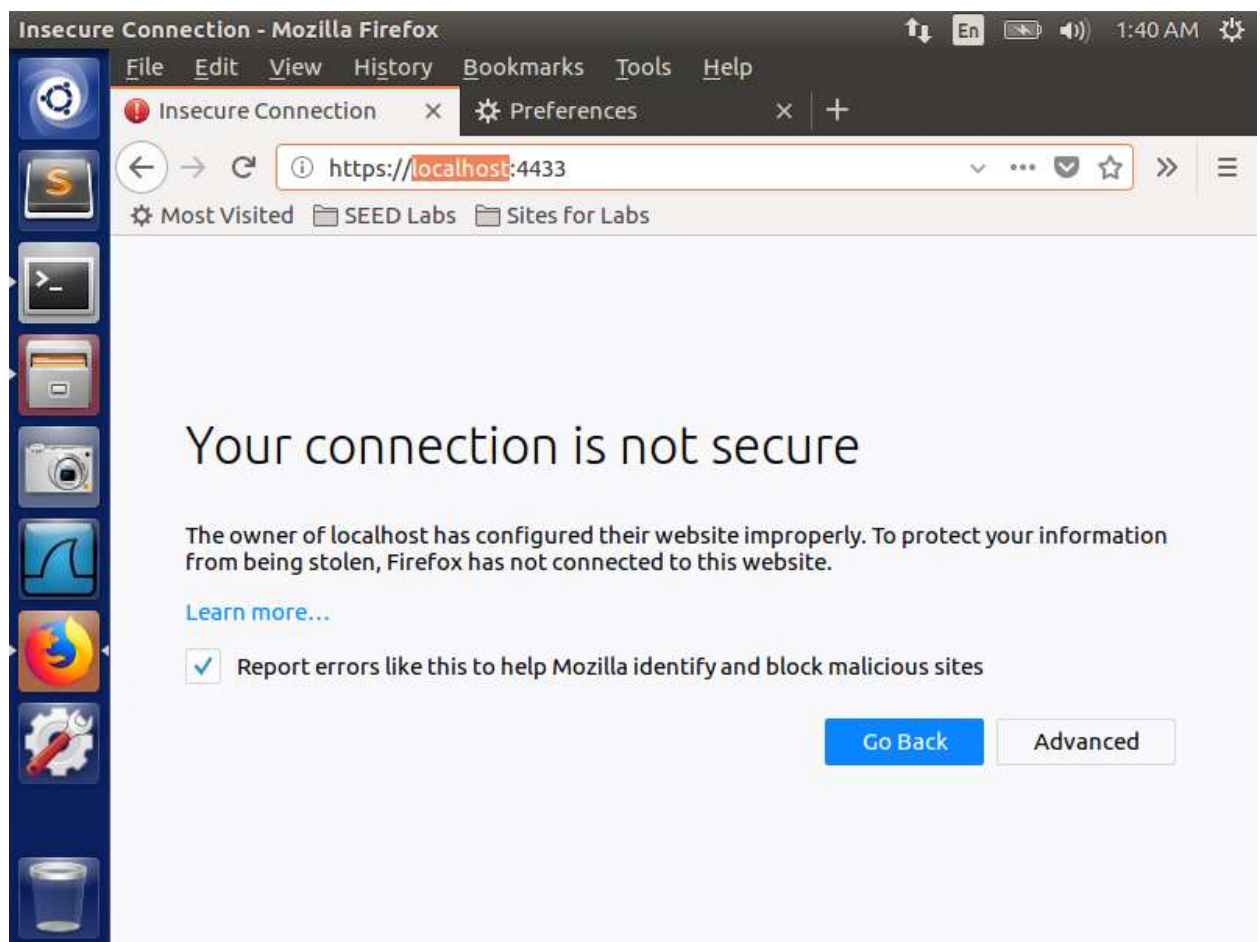 Insecure Connection - Mozilla Firefox En 1:40 AM
File Edit View History Bookmarks Tools Help
Insecure Connection Preferences
https://localhost:4433
Most Visited SEED Labs Sites for Labs
Your connection is not secure
The owner of localhost has configured their website improperly. To protect your information
from being stolen, Firefox has not connected to this website.
Learn more...
Report errors like this to help Mozilla identify and block malicious sites
Go Back Advanced